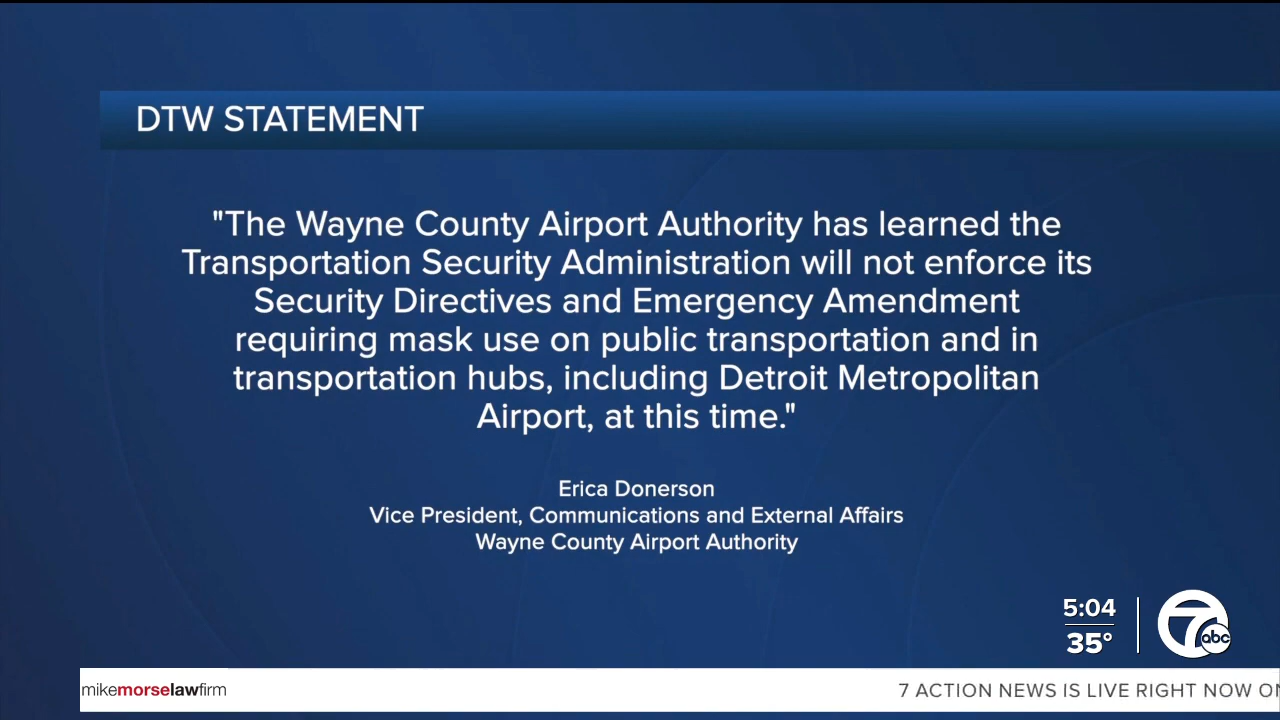 DTW STATEMENT
"The Wayne County Airport Authority has learned the
Transportation Security Administration will not enforce its
Security Directives and Emergency Amendment
requiring mask use on public transportation and in
transportation hubs, including Detroit Metropolitan
Airport, at this time."
Erica Donerson
Vice President, Communications and External Affairs
Wayne County Airport Authority
5:04
35°
7
abc
mikemorselawfirm
7 ACTION NEWS IS LIVE RIGHT NOW ON